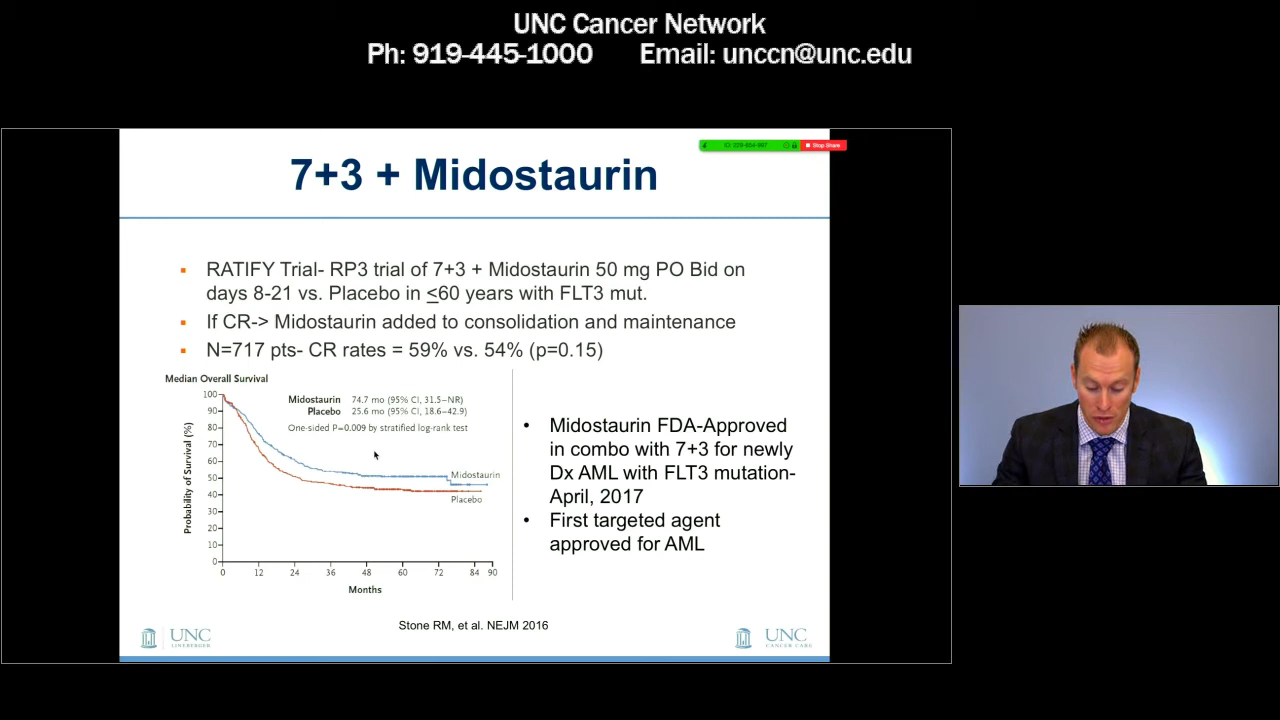 UNC Cancer Network
Ph: 919-445-1000 Email: unccn@unc.edu
Stop Share
7+3 + Midostaurin
▪ RATIFY Trial- RP3 trial of 7+3 + Midostaurin 50 mg PO Bid on
days 8-21 vs. Placebo in <60 years with FLT3 mut.
▪ If CR-> Midostaurin added to consolidation and maintenance
▪ N=717 pts- CR rates = 59% vs. 54% (p=0.15)
Median Overall Survival
Midostaurin 74.7 mo (95% CI, 31.5–NR)
Placebo 25.6 mo (95% CI, 18.6–42.9)
One-sided P=0.009 by stratified log-rank test
Probability of Survival (%)
100
90
80
70
60
50
40
30
20
10
0
Midostaurin
Placebo
0 12 24 36 48 60 72 84 90
Months
• Midostaurin FDA-Approved
in combo with 7+3 for newly
Dx AML with FLT3 mutation-
April, 2017
• First targeted agent
approved for AML
Stone RM, et al. NEJM 2016
UNC
LINEBERGER
UNC
CANCER CARE